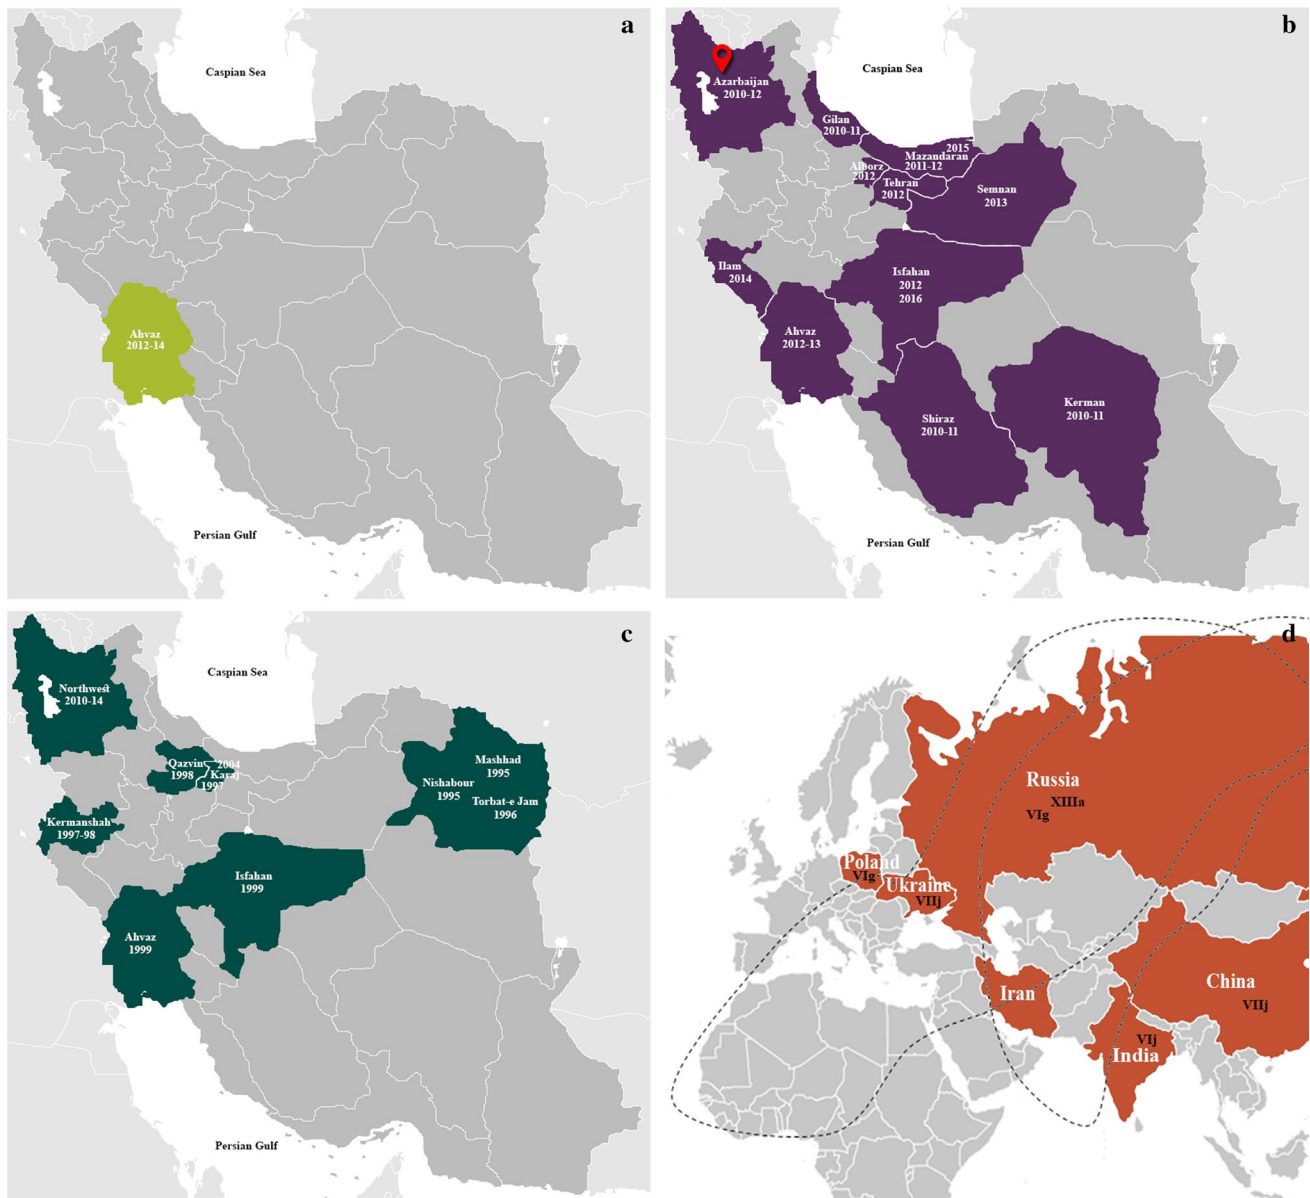 a
Caspian Sea
Ahvaz
2012-14
Persian Gulf
b
Caspian Sea
Azarbaijan
2010-12
Gilan
2010-11
2015
Mazandaran
2011-12
Alborz
2012
Tehran
2012
Semnan
2013
Ilam
2014
Isfahan
2012
2016
Ahvaz
2012-13
Shiraz
2010-11
Kerman
2010-11
Persian Gulf
c
Caspian Sea
Northwest
2010-14
Qazvin
1998
2004
Karaj
1997
Mashhad
1995
Nishabour
1995
Torbat-e Jam
1996
Kermanshah
1997-98
Isfahan
1999
Ahvaz
1999
Persian Gulf
d
Russia
XIIIa
VIg
Poland
VIg
Ukraine
VIIj
Iran
China
VIIj
VIj
India